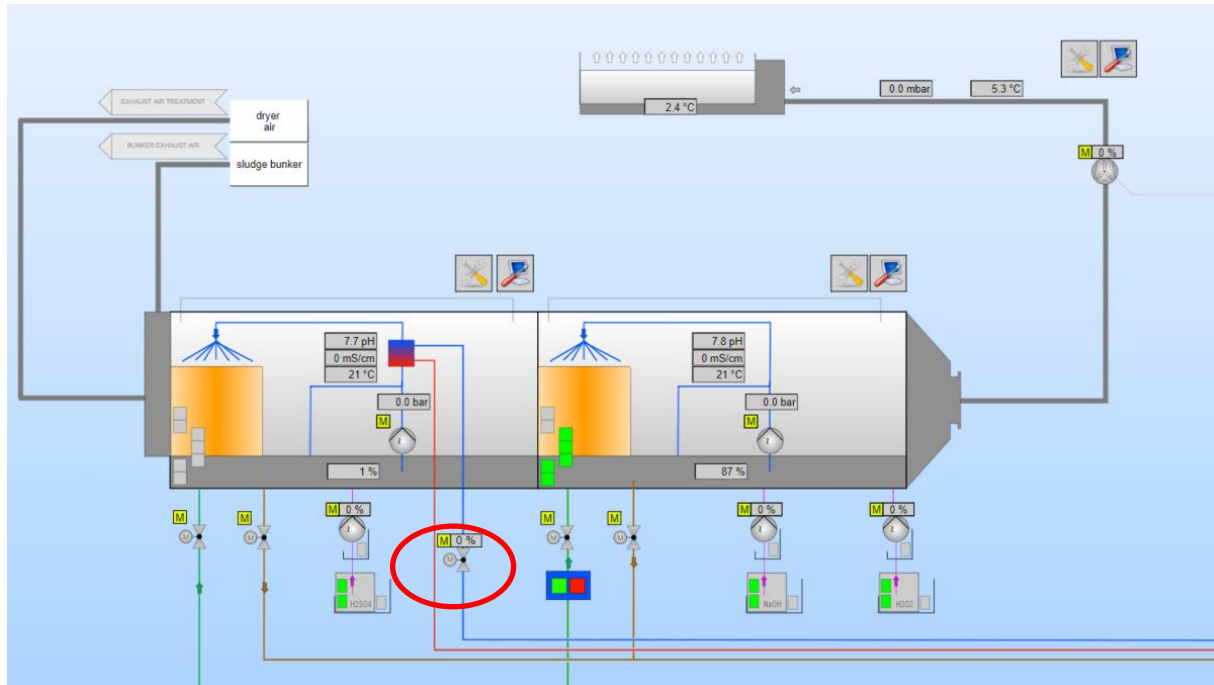 EXHAUST AIR TREATMENT
dryer
air
BUNKER EXHAUST AIR
sludge bunker
2.4 °C
0.0 mbar
5.3 °C
M 0 %
7.7 pH
0 mS/cm
21 °C
0.0 bar
M
1 %
7.8 pH
0 mS/cm
21 °C
0.0 bar
M
87 %
M
M
M
M
M 0 %
M 0 %
M
M
M
M
M 0 %
M 0 %
M
M
M
H2SO4
NaOH
H2O2